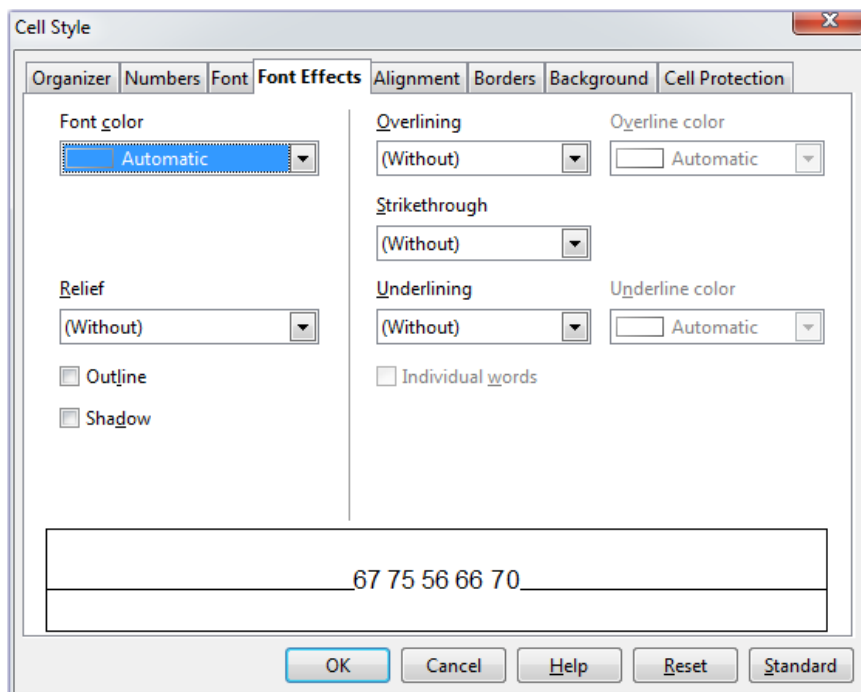 Cell Style
Organizer Numbers Font Font Effects Alignment Borders Background Cell Protection
Font color Overlining Overline color
Automatic (Without) Automatic
Strikethrough
(Without)
Relief Underlining Underline color
(Without) (Without) Automatic
Outline Individual words
Shadow
67 75 56 66 70
OK Cancel Help Reset Standard